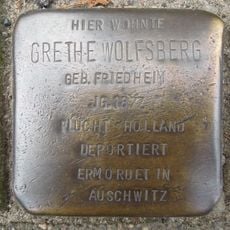 HIER WOHNTE
GRETHE WOLFSBERG
GEB. FRIEDHEIM
JG. 1877
FLUCHT HOLLAND
DEPORTIERT
ERMORDET IN
AUSCHWITZ